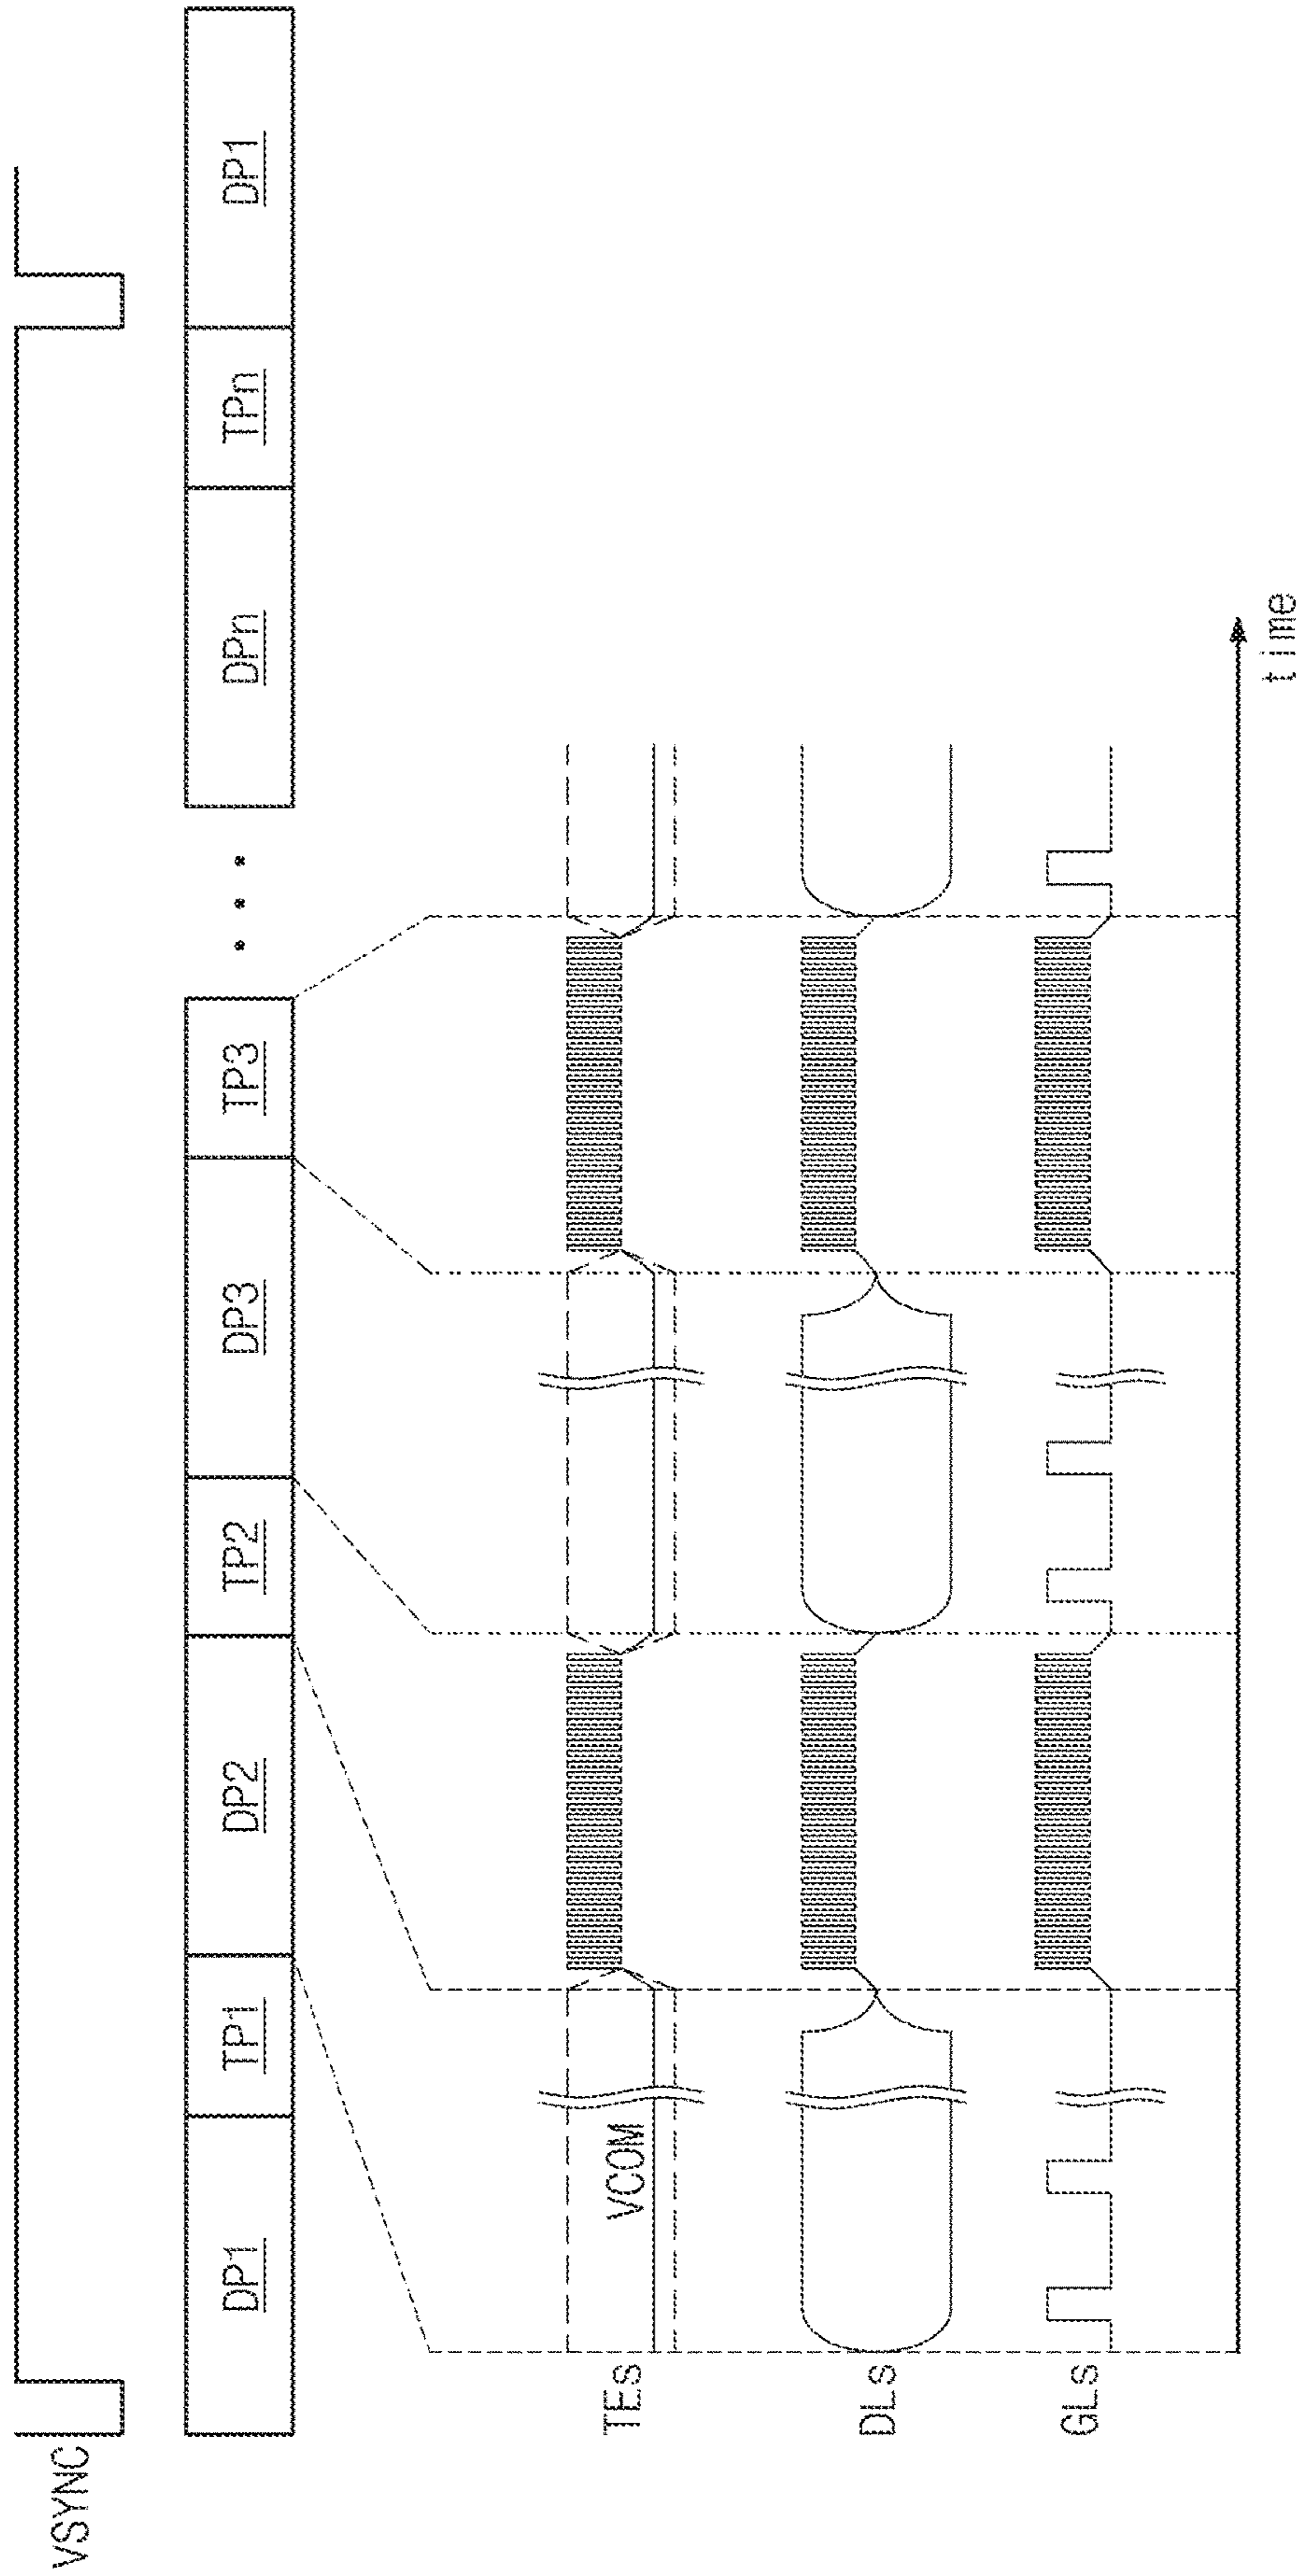 VSYNC
DP1 TP1 DP2 TP2 DP3 TP3 • • • DPn TPn DP1
TEs
VCOM
DLs
GLs
time